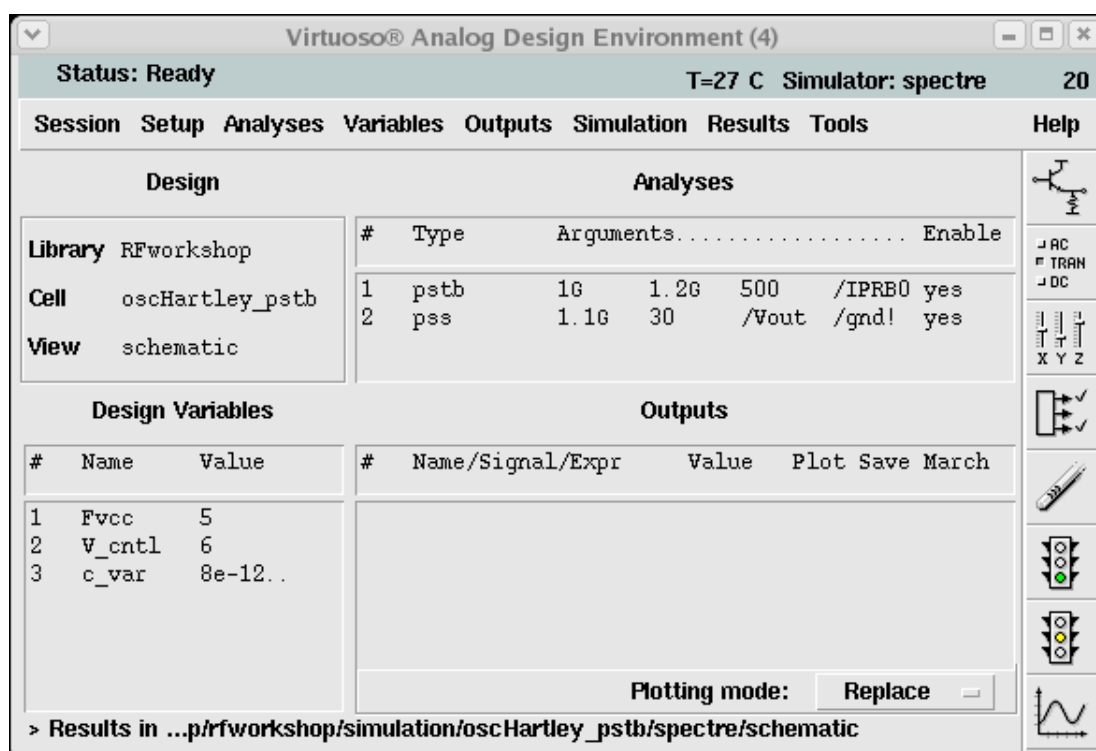 Virtuoso® Analog Design Environment (4)
Status: Ready T=27 C Simulator: spectre 20
Session Setup Analyses Variables Outputs Simulation Results Tools Help
Design
Library RFworkshop
Cell oscHartley_pstb
View schematic
Analyses
# Type Arguments.................. Enable
1 pstb 1G 1.2G 500 /IPRB0 yes
2 pss 1.1G 30 /Vout /gnd! yes
Design Variables
# Name Value
1 Fvcc 5
2 V_cntl 6
3 c_var 8e-12..
Outputs
# Name/Signal/Expr Value Plot Save March
Plotting mode: Replace
> Results in ...p/rfworkshop/simulation/oscHartley_pstb/spectre/schematic
AC
TRAN
DC
X Y Z